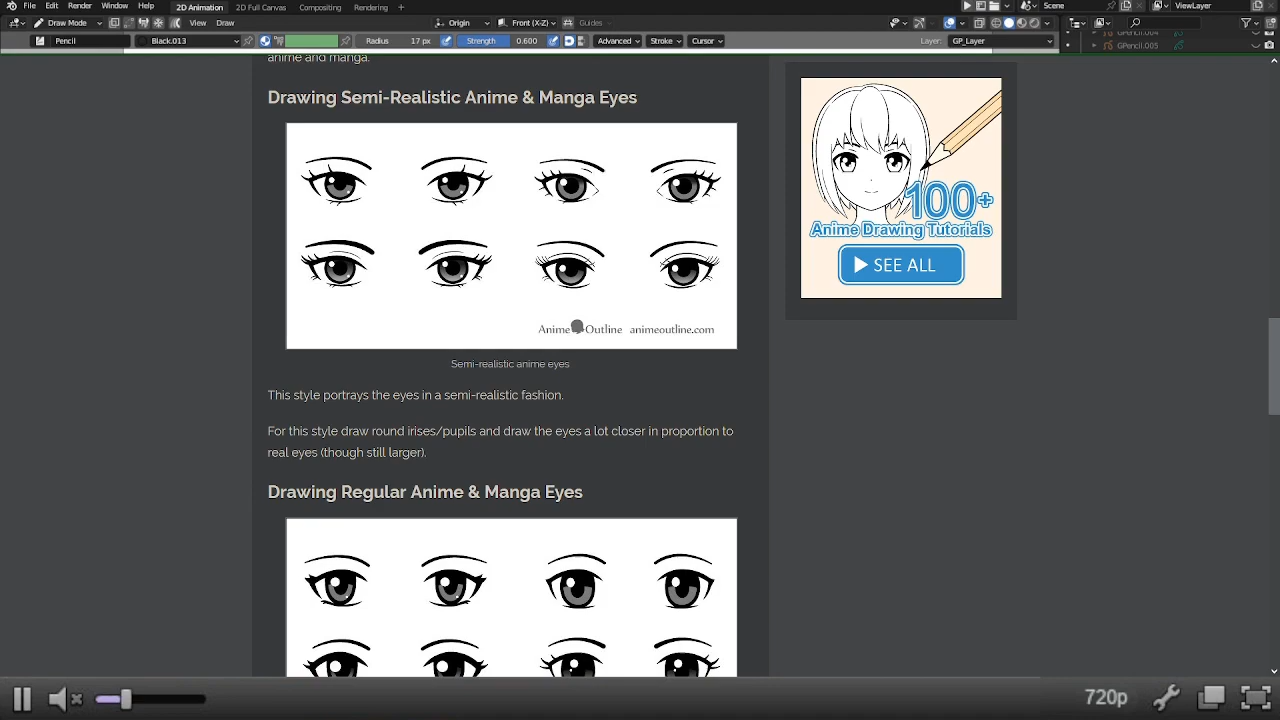 File Edit Render Window Help 2D Animation 2D Full Canvas Compositing Rendering + Scene ViewLayer
Draw Mode View Draw Origin Front (X-Z) Guides
Pencil Black.013 Radius 17 px Strength 0.600 Advanced Stroke Cursor Layer: GP_Layer
GPencil.004
GPencil.005
anime and manga.
Drawing Semi-Realistic Anime & Manga Eyes
Anime Outline animeoutline.com
Semi-realistic anime eyes
This style portrays the eyes in a semi-realistic fashion.
For this style draw round irises/pupils and draw the eyes a lot closer in proportion to
real eyes (though still larger).
Drawing Regular Anime & Manga Eyes
100+
Anime Drawing Tutorials
SEE ALL
720p